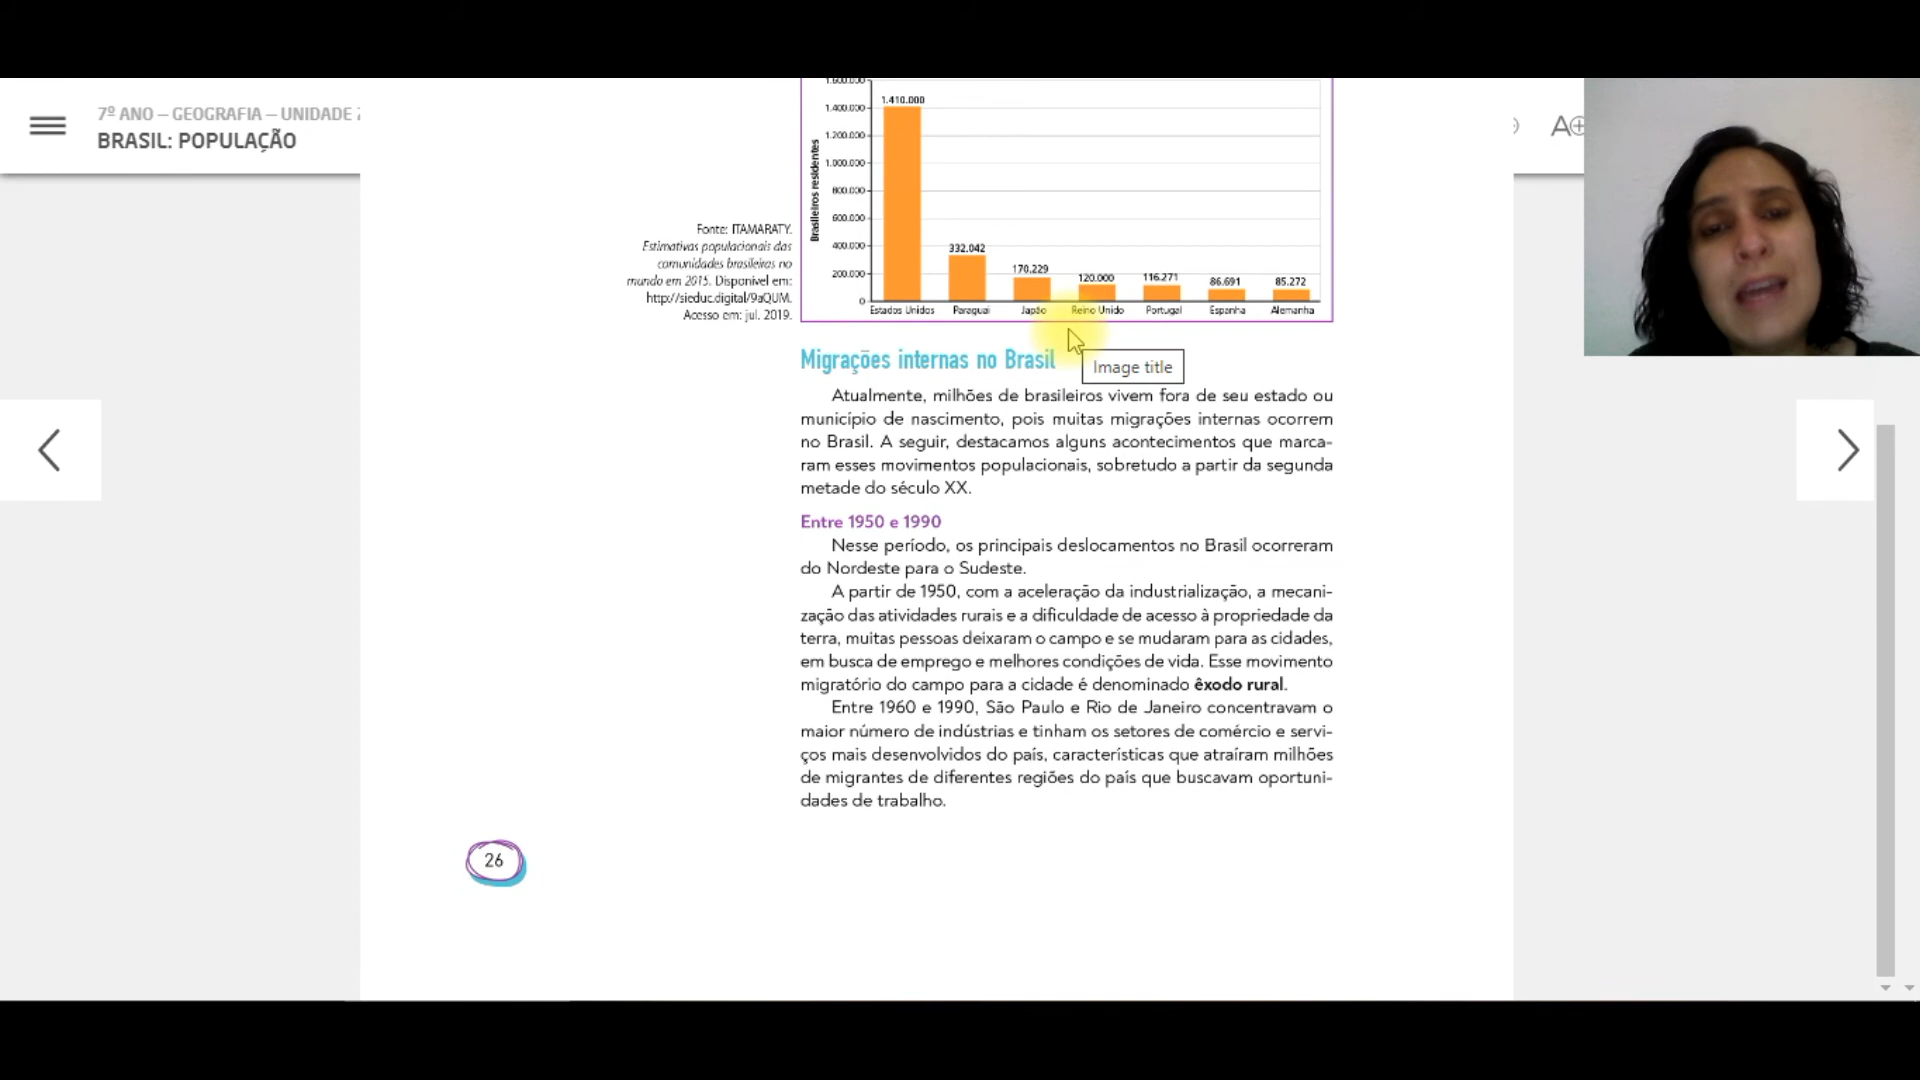 7º ANO – GEOGRAFIA – UNIDADE
BRASIL: POPULAÇÃO
A
1.600.000
1.400.000
1.200.000
1.000.000
800.000
600.000
400.000
200.000
0
Brasileiros residentes
1.410.000
332.042
170.229
120.000
116.271
86.691
85.272
Estados Unidos
Paraguai
Japão
Reino Unido
Portugal
Espanha
Alemanha
Fonte: ITAMARATY.
Estimativas populacionais das
comunidades brasileiras no
mundo em 2015. Disponível em:
http://sieduc.digital/9aQUM.
Acesso em: jul. 2019.
Migrações internas no Brasil
Image title
Atualmente, milhões de brasileiros vivem fora de seu estado ou
município de nascimento, pois muitas migrações internas ocorrem
no Brasil. A seguir, destacamos alguns acontecimentos que marca-
ram esses movimentos populacionais, sobretudo a partir da segunda
metade do século XX.
Entre 1950 e 1990
Nesse período, os principais deslocamentos no Brasil ocorreram
do Nordeste para o Sudeste.
A partir de 1950, com a aceleração da industrialização, a mecani-
zação das atividades rurais e a dificuldade de acesso à propriedade da
terra, muitas pessoas deixaram o campo e se mudaram para as cidades,
em busca de emprego e melhores condições de vida. Esse movimento
migratório do campo para a cidade é denominado êxodo rural.
Entre 1960 e 1990, São Paulo e Rio de Janeiro concentravam o
maior número de indústrias e tinham os setores de comércio e servi-
ços mais desenvolvidos do país, características que atraíram milhões
de migrantes de diferentes regiões do país que buscavam oportuni-
dades de trabalho.
26